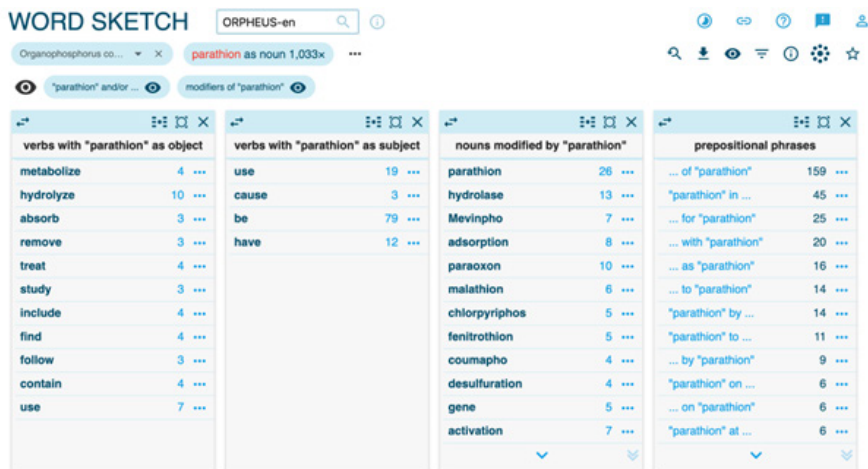 WORD SKETCH ORPHEUS-en
Organophosphorus co... parathion as noun 1,033× •••
"parathion" and/or ... modifiers of "parathion"
verbs with "parathion" as object
metabolize 4 •••
hydrolyze 10 •••
absorb 3 •••
remove 3 •••
treat 4 •••
study 3 •••
include 4 •••
find 4 •••
follow 3 •••
contain 4 •••
use 7 •••
verbs with "parathion" as subject
use 19 •••
cause 3 •••
be 79 •••
have 12 •••
nouns modified by "parathion"
parathion 26 •••
hydrolase 13 •••
Mevinpho 7 •••
adsorption 8 •••
paraoxon 10 •••
malathion 6 •••
chlorpyriphos 5 •••
fenitrothion 5 •••
coumapho 4 •••
desulfuration 4 •••
gene 5 •••
activation 7 •••
prepositional phrases
... of "parathion" 159 •••
"parathion" in ... 45 •••
... for "parathion" 25 •••
... with "parathion" 20 •••
... as "parathion" 16 •••
... to "parathion" 14 •••
"parathion" by ... 14 •••
"parathion" to ... 11 •••
... by "parathion" 9 •••
"parathion" on ... 6 •••
... on "parathion" 6 •••
"parathion" at ... 6 •••